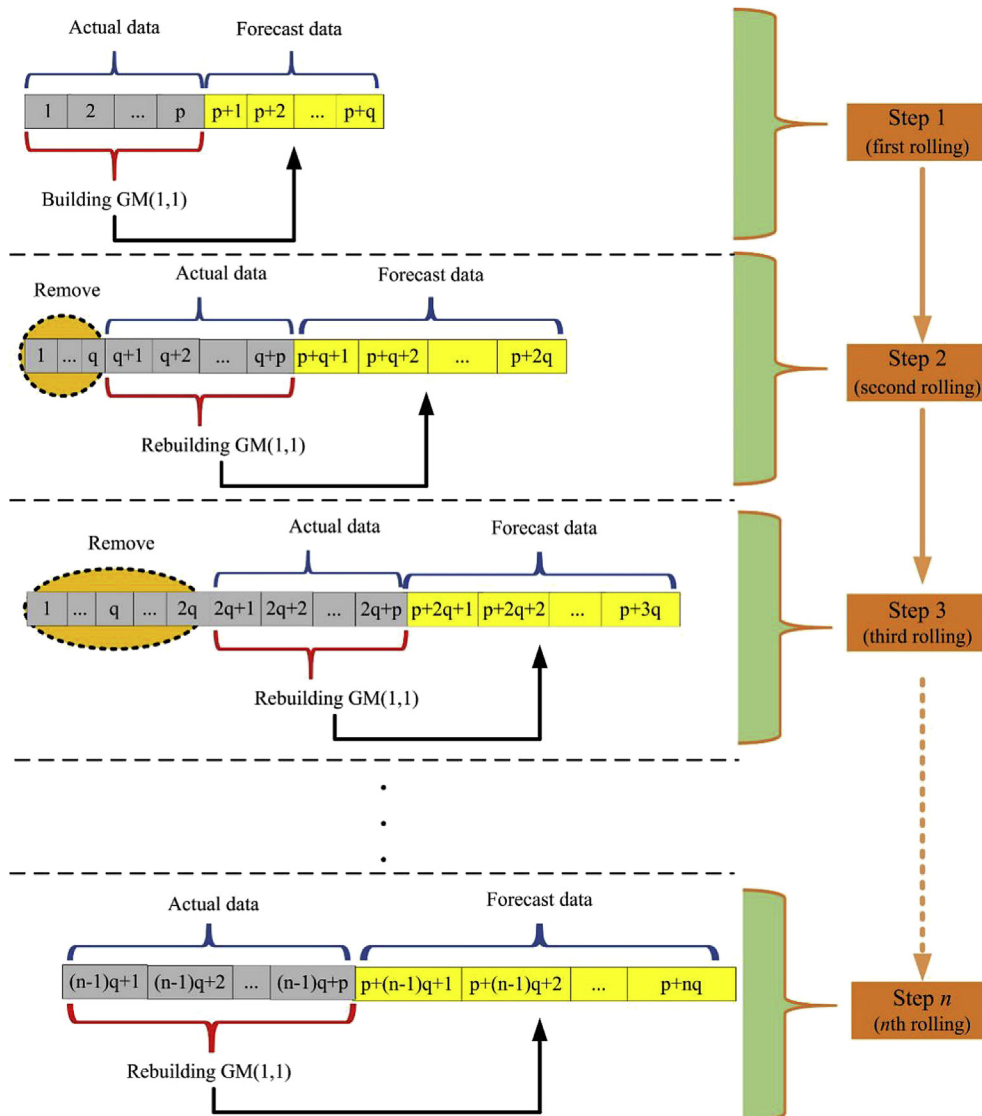 Actual data Forecast data
1 2 ... p p+1 p+2 ... p+q
Building GM(1,1)
Step 1
(first rolling)
Remove
Actual data Forecast data
1 ... q q+1 q+2 ... q+p p+q+1 p+q+2 ... p+2q
Rebuilding GM(1,1)
Step 2
(second rolling)
Remove
Actual data Forecast data
1 ... q ... 2q 2q+1 2q+2 ... 2q+p p+2q+1 p+2q+2 ... p+3q
Rebuilding GM(1,1)
Step 3
(third rolling)
.
.
.
Actual data Forecast data
(n-1)q+1 (n-1)q+2 ... (n-1)q+p p+(n-1)q+1 p+(n-1)q+2 ... p+nq
Rebuilding GM(1,1)
Step n
(nth rolling)